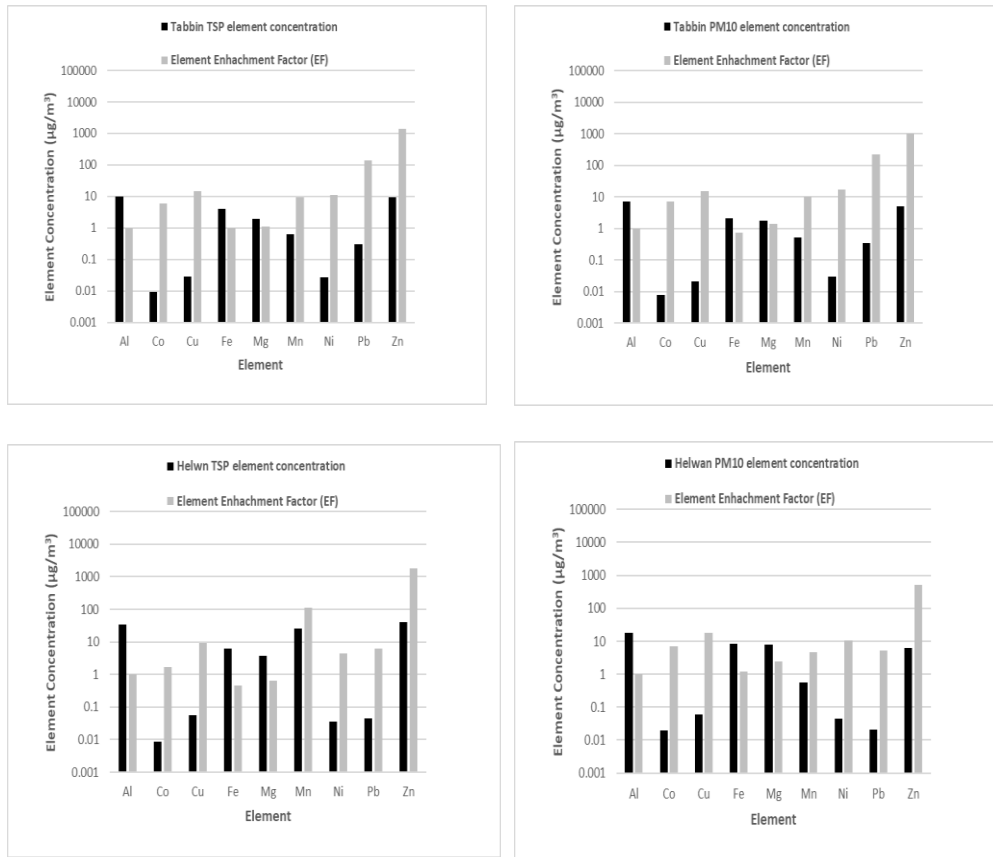 Tabbin TSP element concentration
Element Enhachment Factor (EF)
100000
10000
1000
100
10
1
0.1
0.01
0.001
Element Concentration (µg/m³)
Al Co Cu Fe Mg Mn Ni Pb Zn
Element
Tabbin PM10 element concentration
Element Enhachment Factor (EF)
100000
10000
1000
100
10
1
0.1
0.01
0.001
Element Concentration (µg/m³)
Al Co Cu Fe Mg Mn Ni Pb Zn
Element
Helwn TSP element concentration
Element Enhachment Factor (EF)
100000
10000
1000
100
10
1
0.1
0.01
0.001
Element Concentration (µg/m³)
Al Co Cu Fe Mg Mn Ni Pb Zn
Element
Helwan PM10 element concentration
Element Enhachment Factor (EF)
100000
10000
1000
100
10
1
0.1
0.01
0.001
Element Concentration (µg/m³)
Al Co Cu Fe Mg Mn Ni Pb Zn
Element